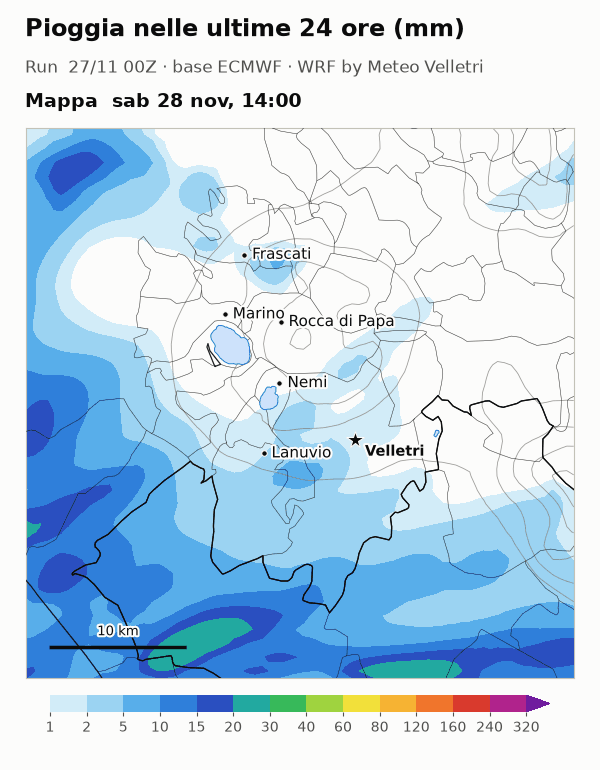 Pioggia nelle ultime 24 ore (mm)
Run  27/11 00Z · base ECMWF · WRF by Meteo Velletri
Mappa  sab 28 nov, 14:00
Frascati
Marino
Rocca di Papa
Nemi
Velletri
Lanuvio
10 km
1 2 5 10 15 20 30 40 60 80 120 160 240 320